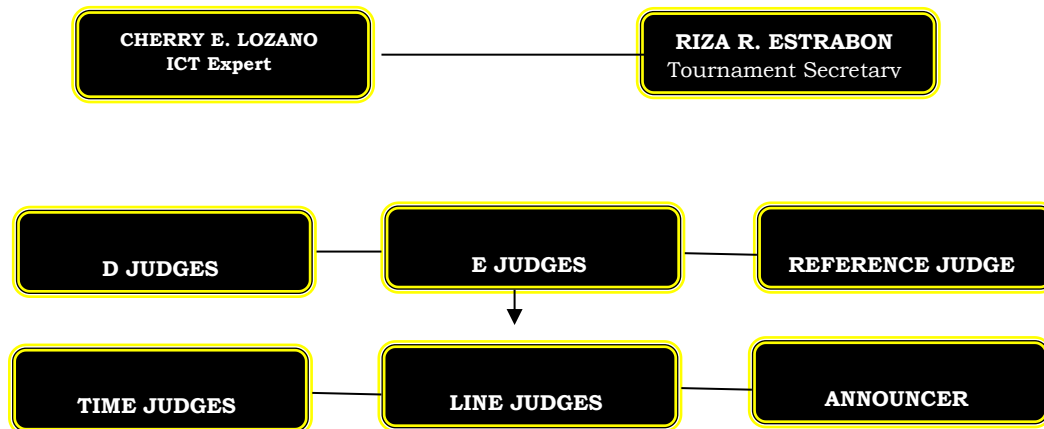 CHERRY E. LOZANO
ICT Expert
RIZA R. ESTRABON
Tournament Secretary
D JUDGES
E JUDGES
REFERENCE JUDGE
TIME JUDGES
LINE JUDGES
ANNOUNCER